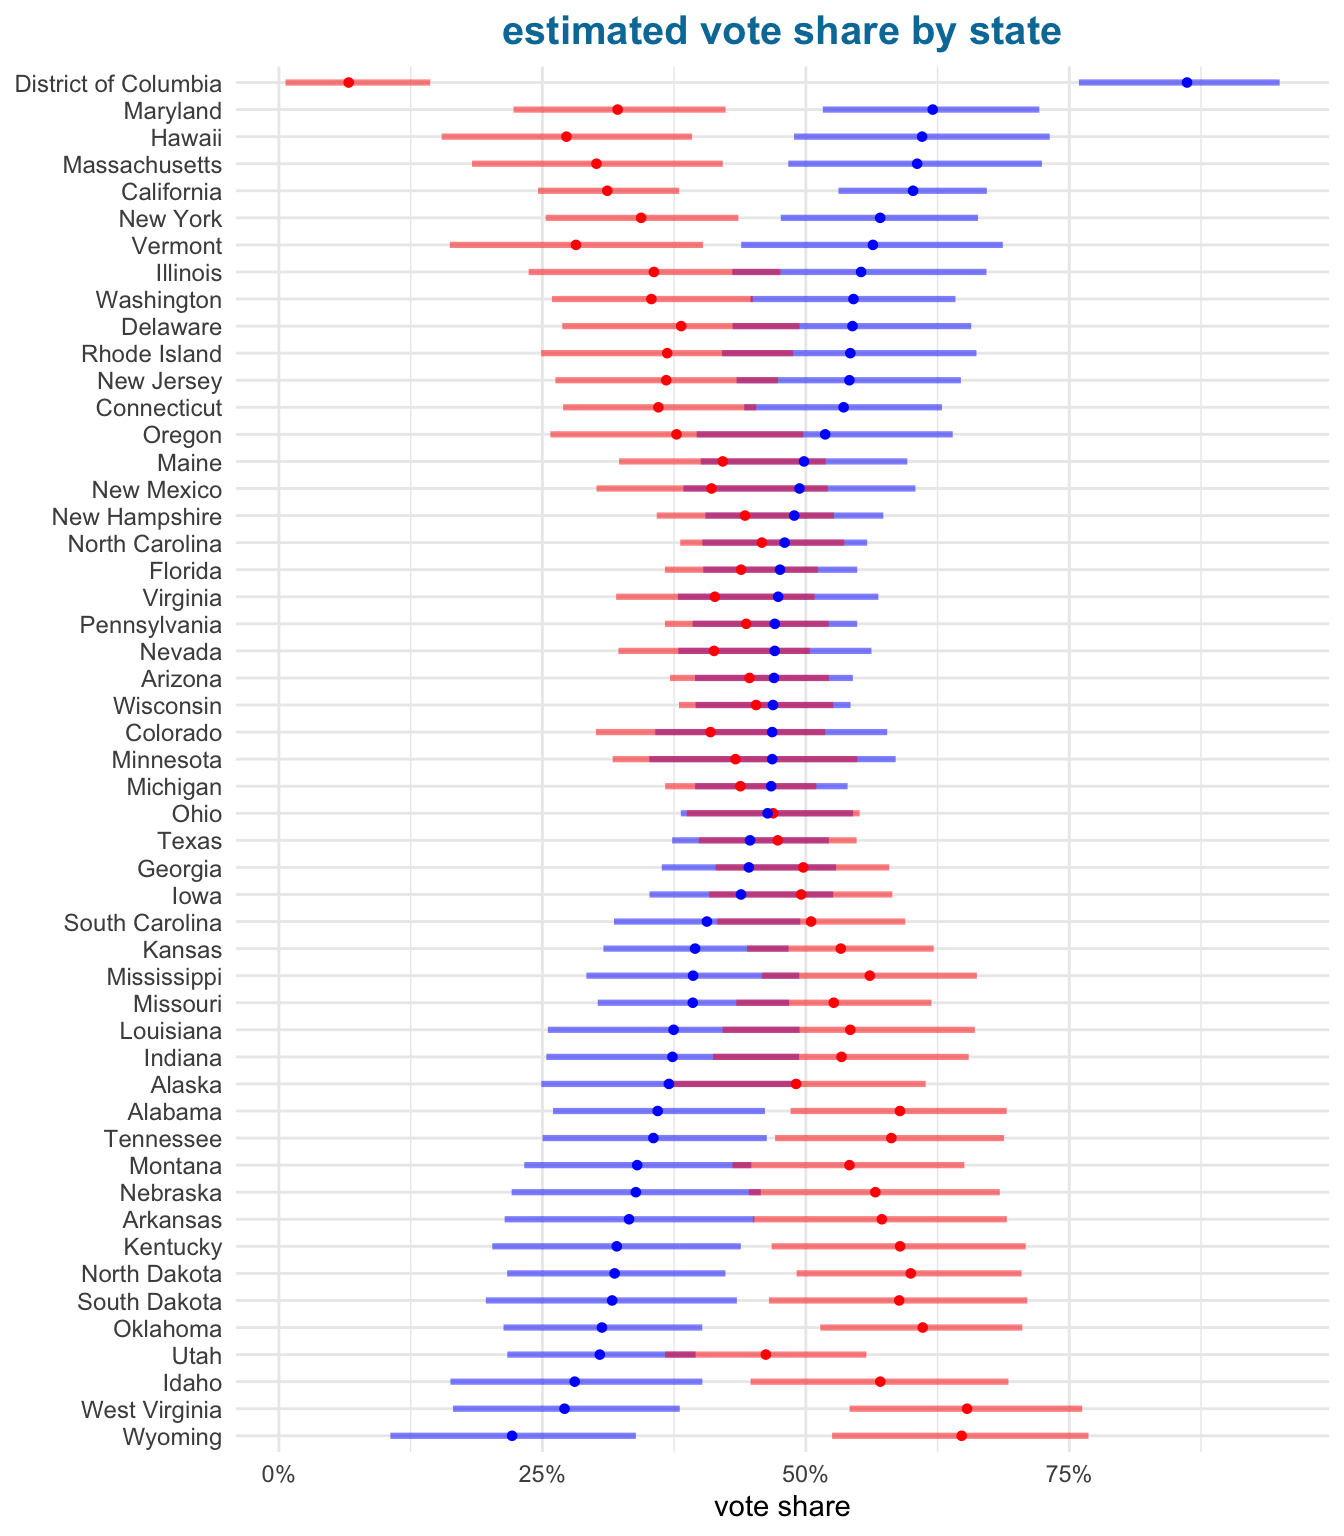 estimated vote share by state
District of Columbia
Maryland
Hawaii
Massachusetts
California
New York
Vermont
Illinois
Washington
Delaware
Rhode Island
New Jersey
Connecticut
Oregon
Maine
New Mexico
New Hampshire
North Carolina
Florida
Virginia
Pennsylvania
Nevada
Arizona
Wisconsin
Colorado
Minnesota
Michigan
Ohio
Texas
Georgia
Iowa
South Carolina
Kansas
Mississippi
Missouri
Louisiana
Indiana
Alaska
Alabama
Tennessee
Montana
Nebraska
Arkansas
Kentucky
North Dakota
South Dakota
Oklahoma
Utah
Idaho
West Virginia
Wyoming
0% 25% 50% 75%
vote share